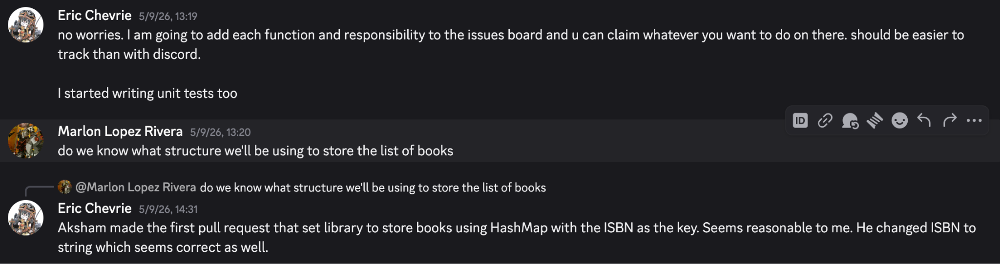 Eric Chevrie 5/9/26, 13:19
no worries. I am going to add each function and responsibility to the issues board and u can claim whatever you want to do on there. should be easier to
track than with discord.
I started writing unit tests too
ID
Marlon Lopez Rivera 5/9/26, 13:20
do we know what structure we'll be using to store the list of books
@Marlon Lopez Rivera do we know what structure we'll be using to store the list of books
Eric Chevrie 5/9/26, 14:31
Aksham made the first pull request that set library to store books using HashMap with the ISBN as the key. Seems reasonable to me. He changed ISBN to
string which seems correct as well.